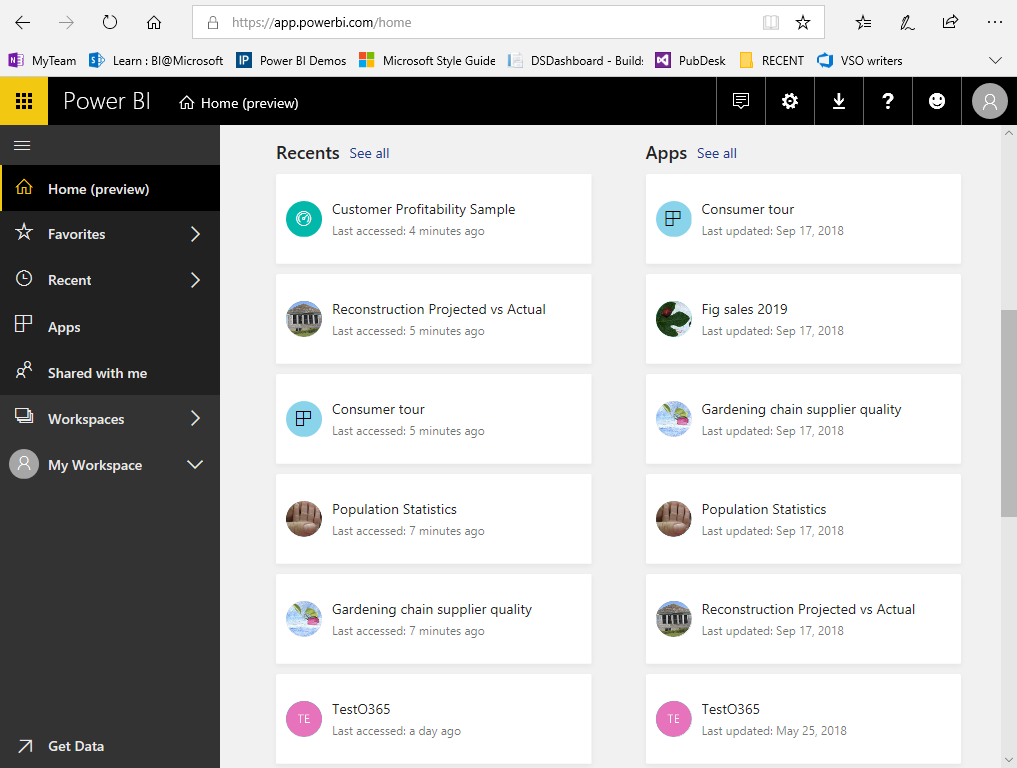 https://app.powerbi.com/home
MyTeam
Learn : BI@Microsoft
Power BI Demos
Microsoft Style Guide
DSDashboard - Build:
PubDesk
RECENT
VSO writers
Power BI
Home (preview)
Home (preview)
Favorites
Recent
Apps
Shared with me
Workspaces
My Workspace
Get Data
Recents See all
Customer Profitability Sample
Last accessed: 4 minutes ago
Reconstruction Projected vs Actual
Last accessed: 5 minutes ago
Consumer tour
Last accessed: 5 minutes ago
Population Statistics
Last accessed: 7 minutes ago
Gardening chain supplier quality
Last accessed: 7 minutes ago
TE
TestO365
Last accessed: a day ago
Apps See all
Consumer tour
Last updated: Sep 17, 2018
Fig sales 2019
Last updated: Sep 17, 2018
Gardening chain supplier quality
Last updated: Sep 17, 2018
Population Statistics
Last updated: Sep 17, 2018
Reconstruction Projected vs Actual
Last updated: Sep 17, 2018
TE
TestO365
Last updated: May 25, 2018